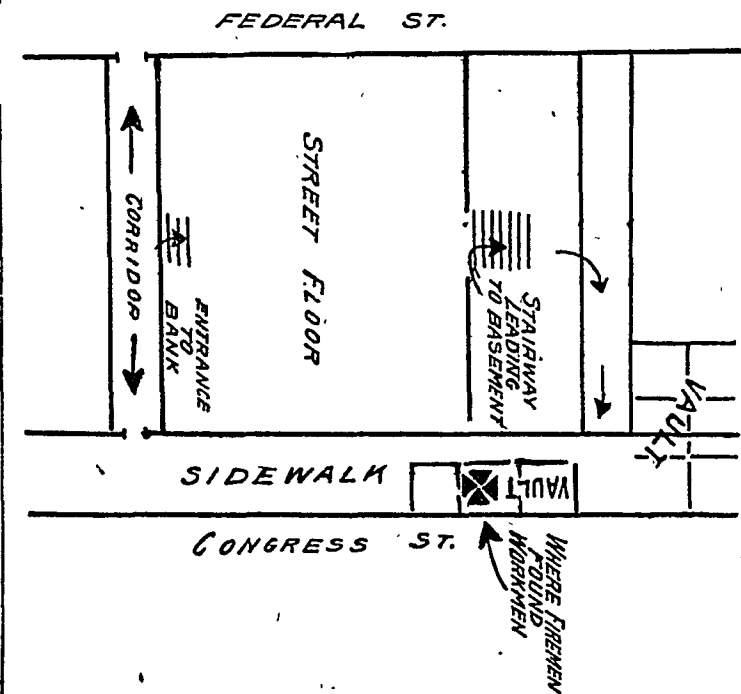 FEDERAL ST.
CORRIDOR
STREET FLOOR
ENTRANCE
TO
BANK
STAIRWAY
LEADING
TO BASEMENT
VAULT
SIDEWALK
VAULT
CONGRESS ST.
WHERE FIREMEN
FOUND
WORKMEN